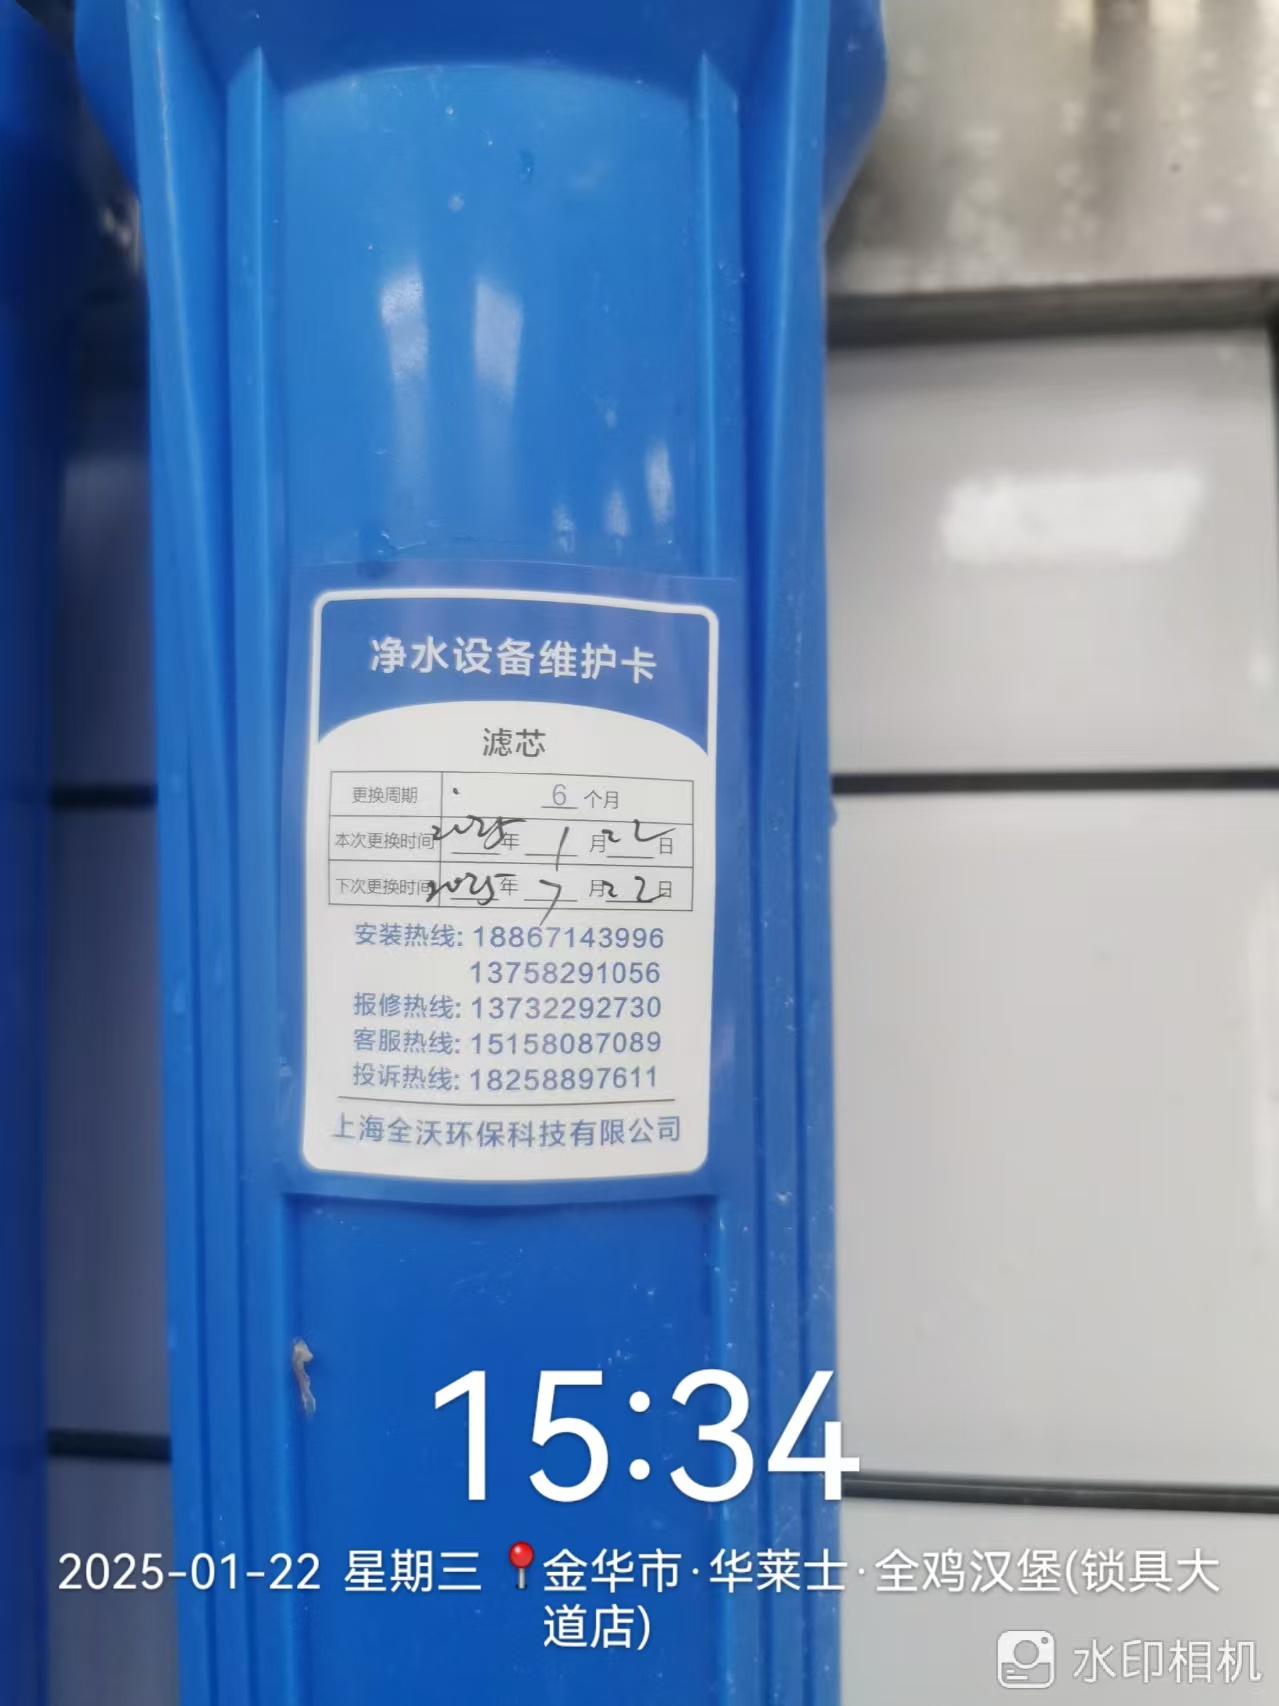 净水设备维护卡
滤芯
更换周期 6 个月
本次更换时间 2025 年 1 月 22 日
下次更换时间 2025 年 7 月 22 日
安装热线: 18867143996
13758291056
报修热线: 13732292730
客服热线: 15158087089
投诉热线: 18258897611
上海全沃环保科技有限公司
15:34
2025-01-22 星期三 金华市·华莱士·全鸡汉堡(锁具大
道店)
水印相机